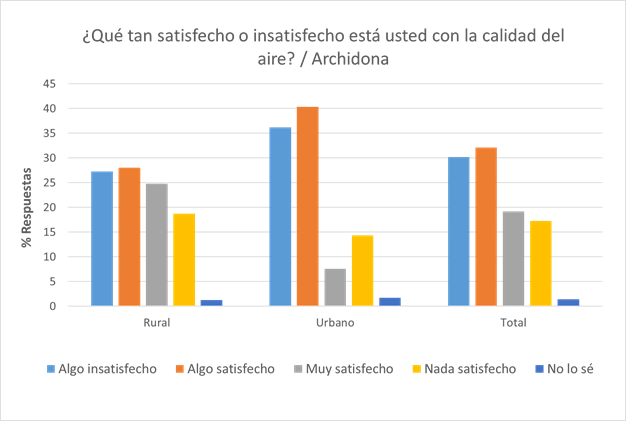 ¿Qué tan satisfecho o insatisfecho está usted con la calidad del
aire? / Archidona
45
40
35
30
25
20
15
10
5
0
% Respuestas
Rural Urbano Total
Algo insatisfecho Algo satisfecho Muy satisfecho Nada satisfecho No lo sé